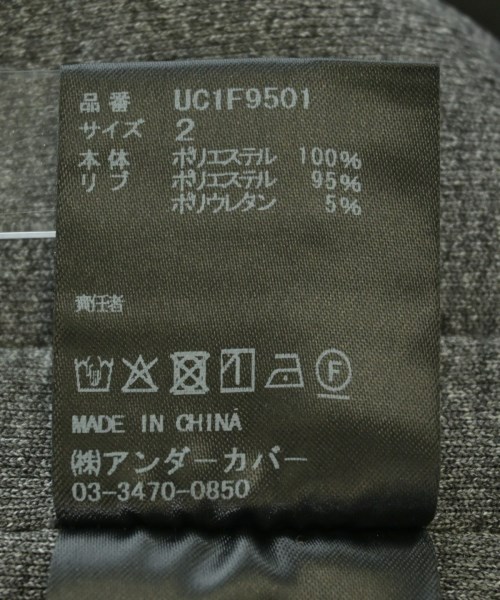 品番 UC1F9501
サイズ 2
本体 ポリエステル 100%
リブ ポリエステル 95%
ポリウレタン 5%
責任者
F
MADE IN CHINA
㈱アンダーカバー
03-3470-0850